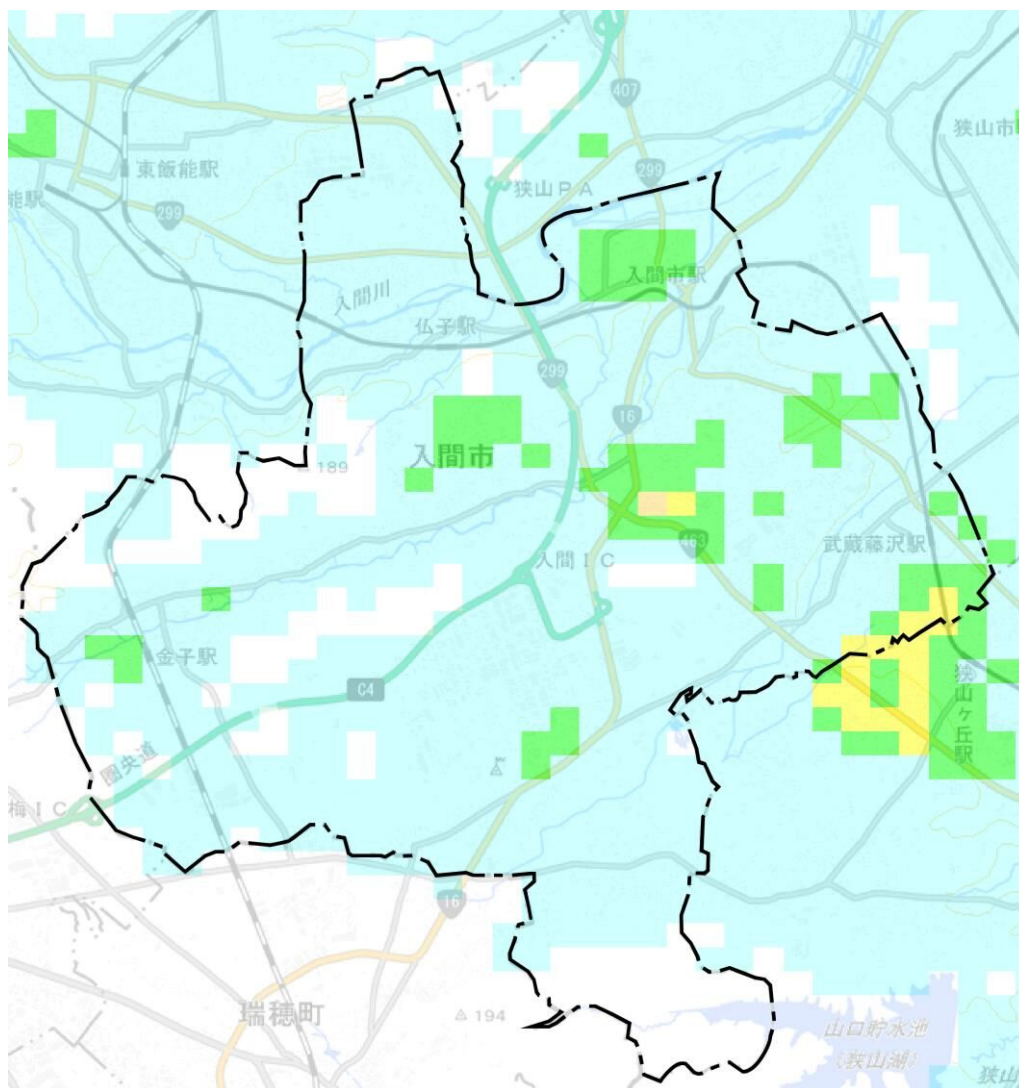 407
狭山市
東飯能駅
能駅
299
狭山PA
299
入間市駅
入間川
仏子駅
299
16
入間市
189
463
武蔵藤沢駅
入間IC
金子駅
狭山ヶ丘駅
C4
圏央道
梅IC
16
瑞穂町
194
山口貯水池
(狭山湖)
狭山